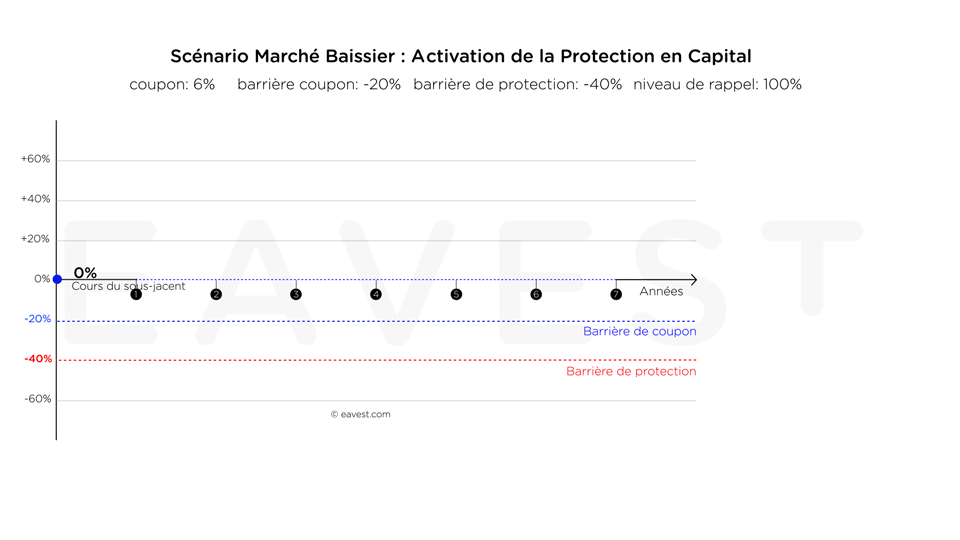 Scénario Marché Baissier : Activation de la Protection en Capital
coupon: 6% barrière coupon: -20% barrière de protection: -40% niveau de rappel: 100%
EAVEST
+60%
+40%
+20%
0%
0%
Cours du sous-jacent
1 2 3 4 5 6 7
Années
-20%
Barrière de coupon
-40%
Barrière de protection
-60%
© eavest.com